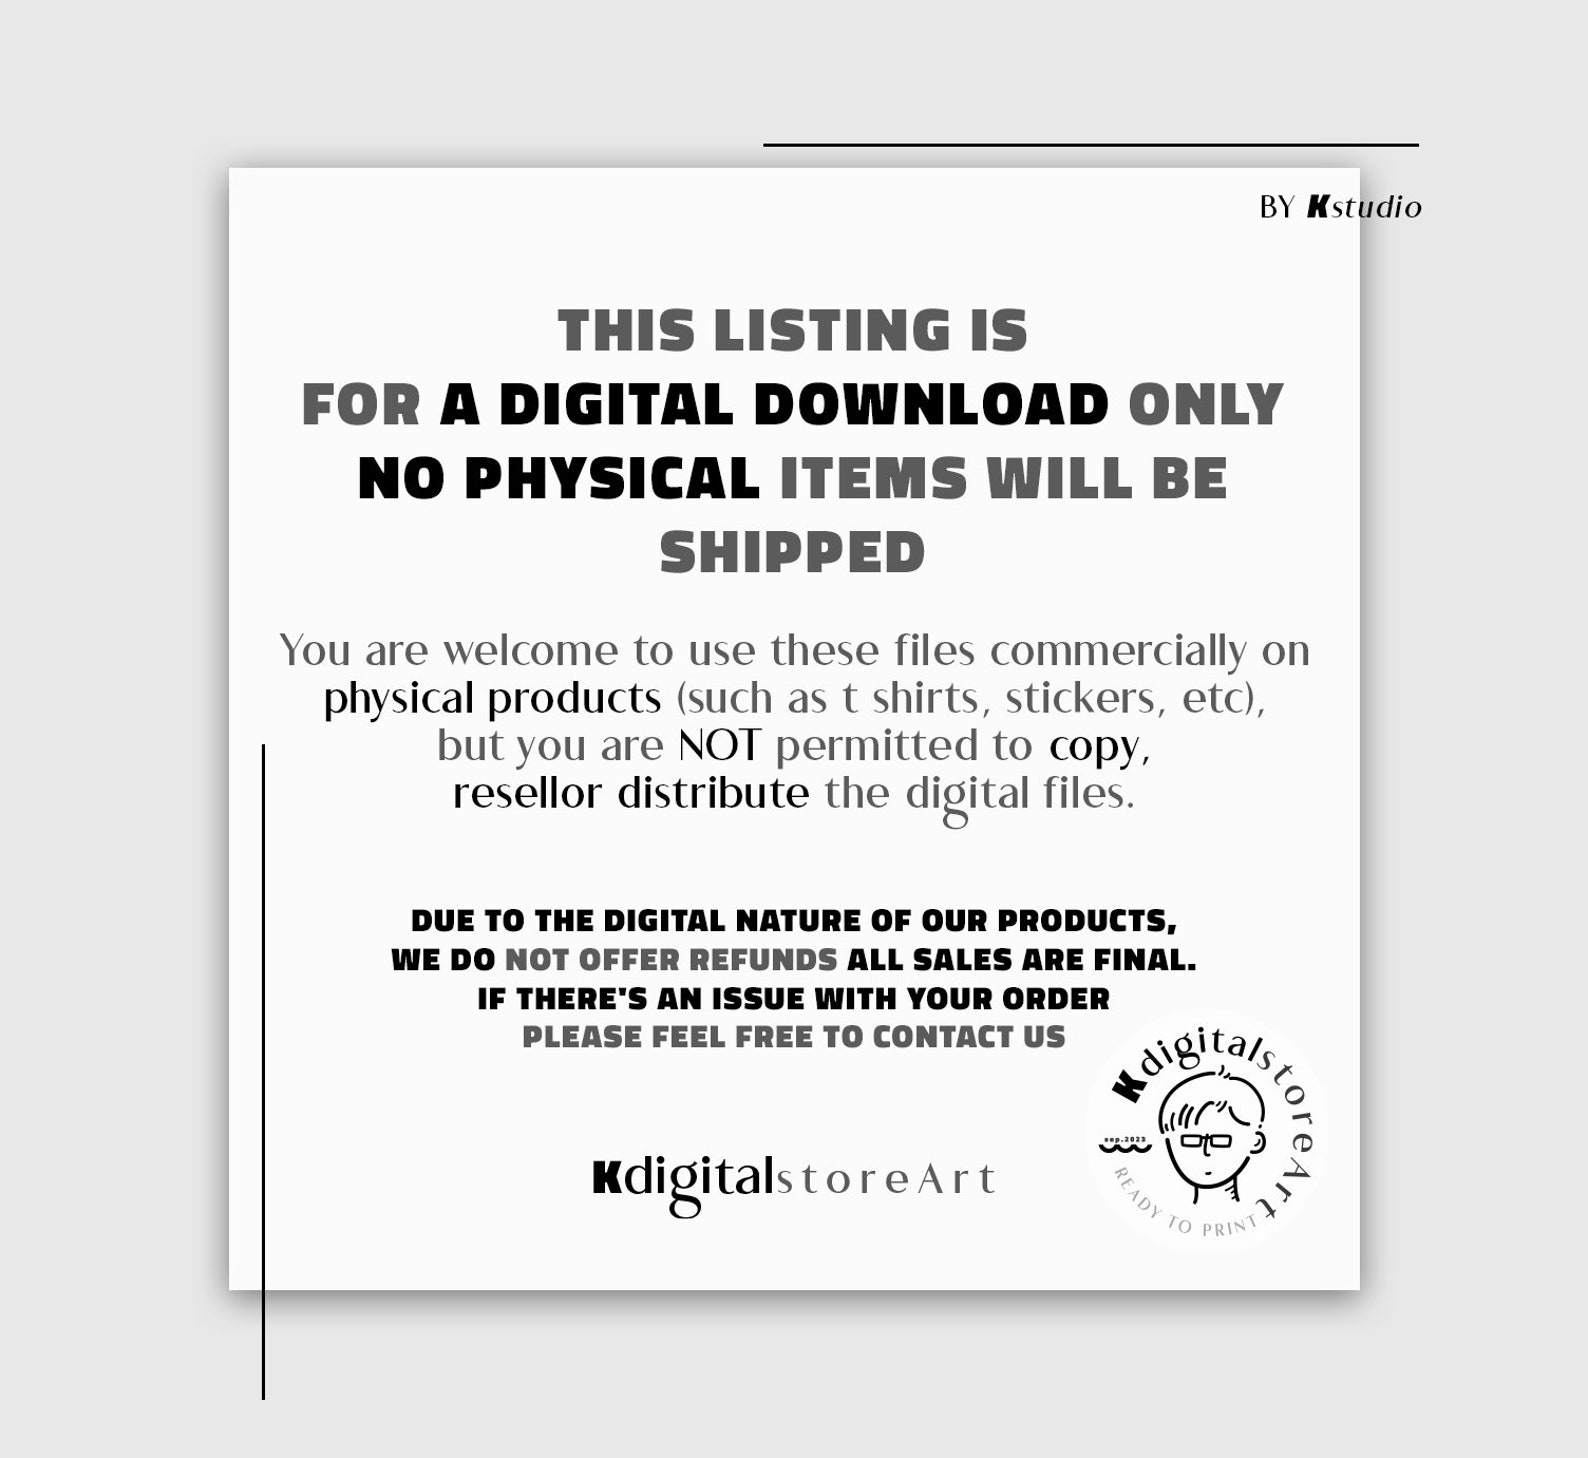 BY Kstudio
THIS LISTING IS
FOR A DIGITAL DOWNLOAD ONLY
NO PHYSICAL ITEMS WILL BE
SHIPPED
You are welcome to use these files commercially on
physical products (such as t shirts, stickers, etc),
but you are NOT permitted to copy,
resellor distribute the digital files.
DUE TO THE DIGITAL NATURE OF OUR PRODUCTS,
WE DO NOT OFFER REFUNDS ALL SALES ARE FINAL.
IF THERE'S AN ISSUE WITH YOUR ORDER
PLEASE FEEL FREE TO CONTACT US
KdigitalstoreArt
KdigitalstoreArt
sep.2023
READY TO PRINT